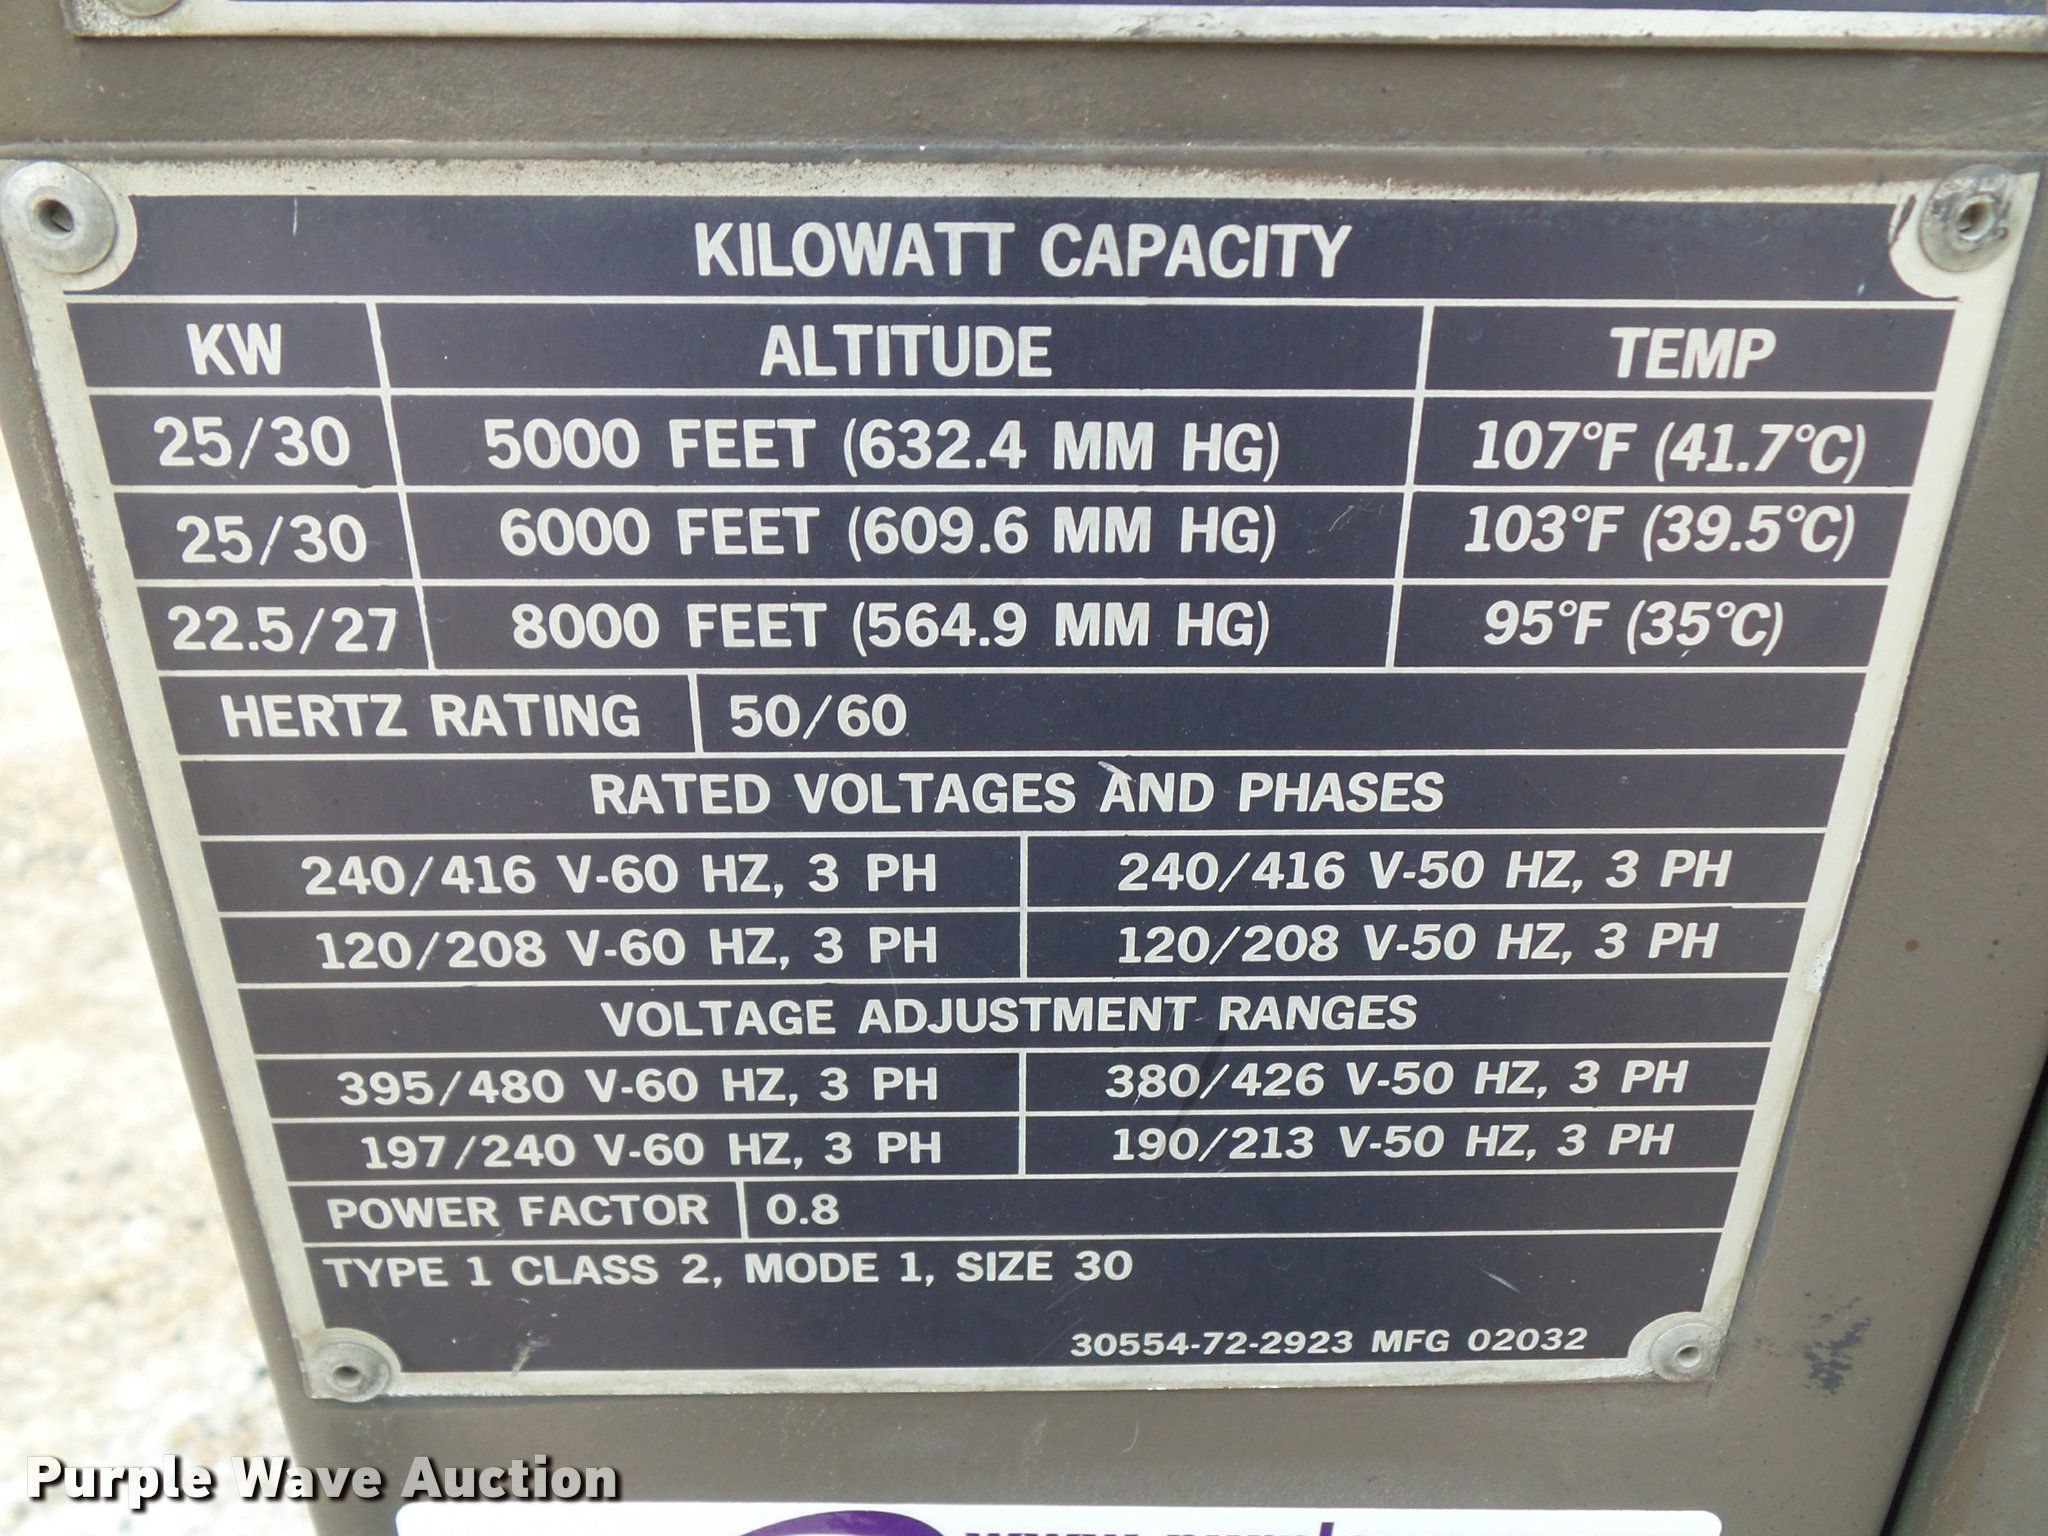 KILOWATT CAPACITY
KW ALTITUDE TEMP
25/30 5000 FEET (632.4 MM HG) 107°F (41.7°C)
25/30 6000 FEET (609.6 MM HG) 103°F (39.5°C)
22.5/27 8000 FEET (564.9 MM HG) 95°F (35°C)
HERTZ RATING 50/60
RATED VOLTAGES AND PHASES
240/416 V-60 HZ, 3 PH 240/416 V-50 HZ, 3 PH
120/208 V-60 HZ, 3 PH 120/208 V-50 HZ, 3 PH
VOLTAGE ADJUSTMENT RANGES
395/480 V-60 HZ, 3 PH 380/426 V-50 HZ, 3 PH
197/240 V-60 HZ, 3 PH 190/213 V-50 HZ, 3 PH
POWER FACTOR 0.8
TYPE 1 CLASS 2, MODE 1, SIZE 30
30554-72-2923 MFG 02032
Purple Wave Auction